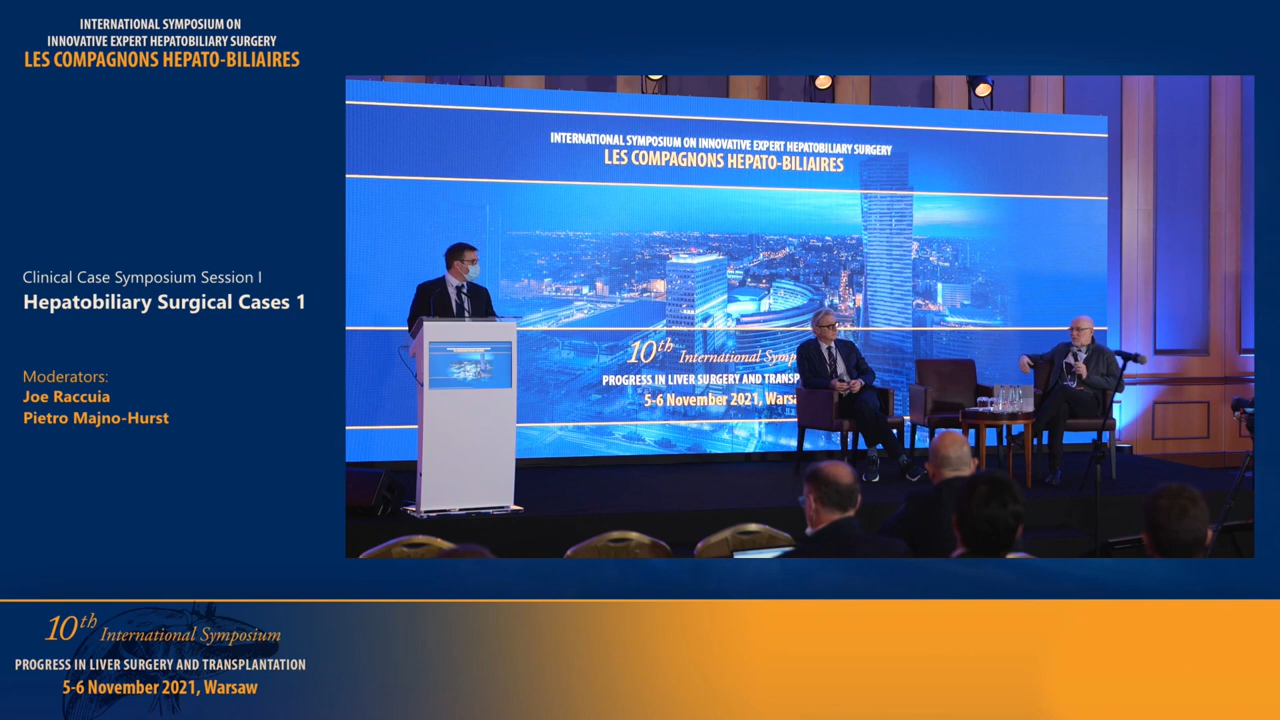 INTERNATIONAL SYMPOSIUM ON
INNOVATIVE EXPERT HEPATOBILIARY SURGERY
LES COMPAGNONS HEPATO-BILIAIRES
Clinical Case Symposium Session I
Hepatobiliary Surgical Cases 1
Moderators:
Joe Raccuia
Pietro Majno-Hurst
INTERNATIONAL SYMPOSIUM ON INNOVATIVE EXPERT HEPATOBILIARY SURGERY
LES COMPAGNONS HEPATO-BILIAIRES
10th International Symp
PROGRESS IN LIVER SURGERY AND TRANSP
5-6 November 2021, Warsa
10th International Symposium
PROGRESS IN LIVER SURGERY AND TRANSPLANTATION
5-6 November 2021, Warsaw